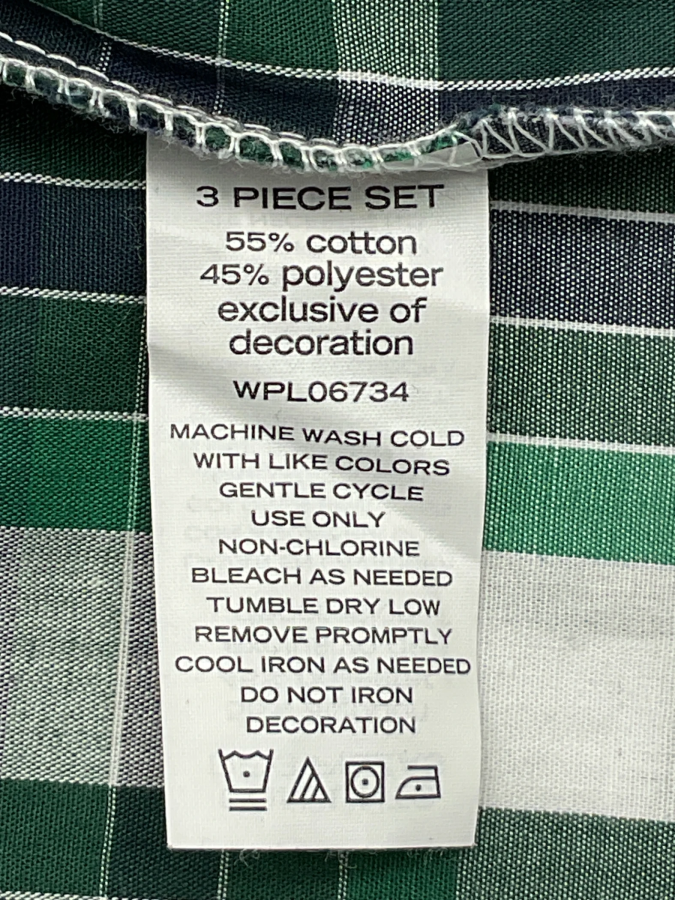 3 PIECE SET
55% cotton
45% polyester
exclusive of
decoration
WPL06734
MACHINE WASH COLD
WITH LIKE COLORS
GENTLE CYCLE
USE ONLY
NON-CHLORINE
BLEACH AS NEEDED
TUMBLE DRY LOW
REMOVE PROMPTLY
COOL IRON AS NEEDED
DO NOT IRON
DECORATION